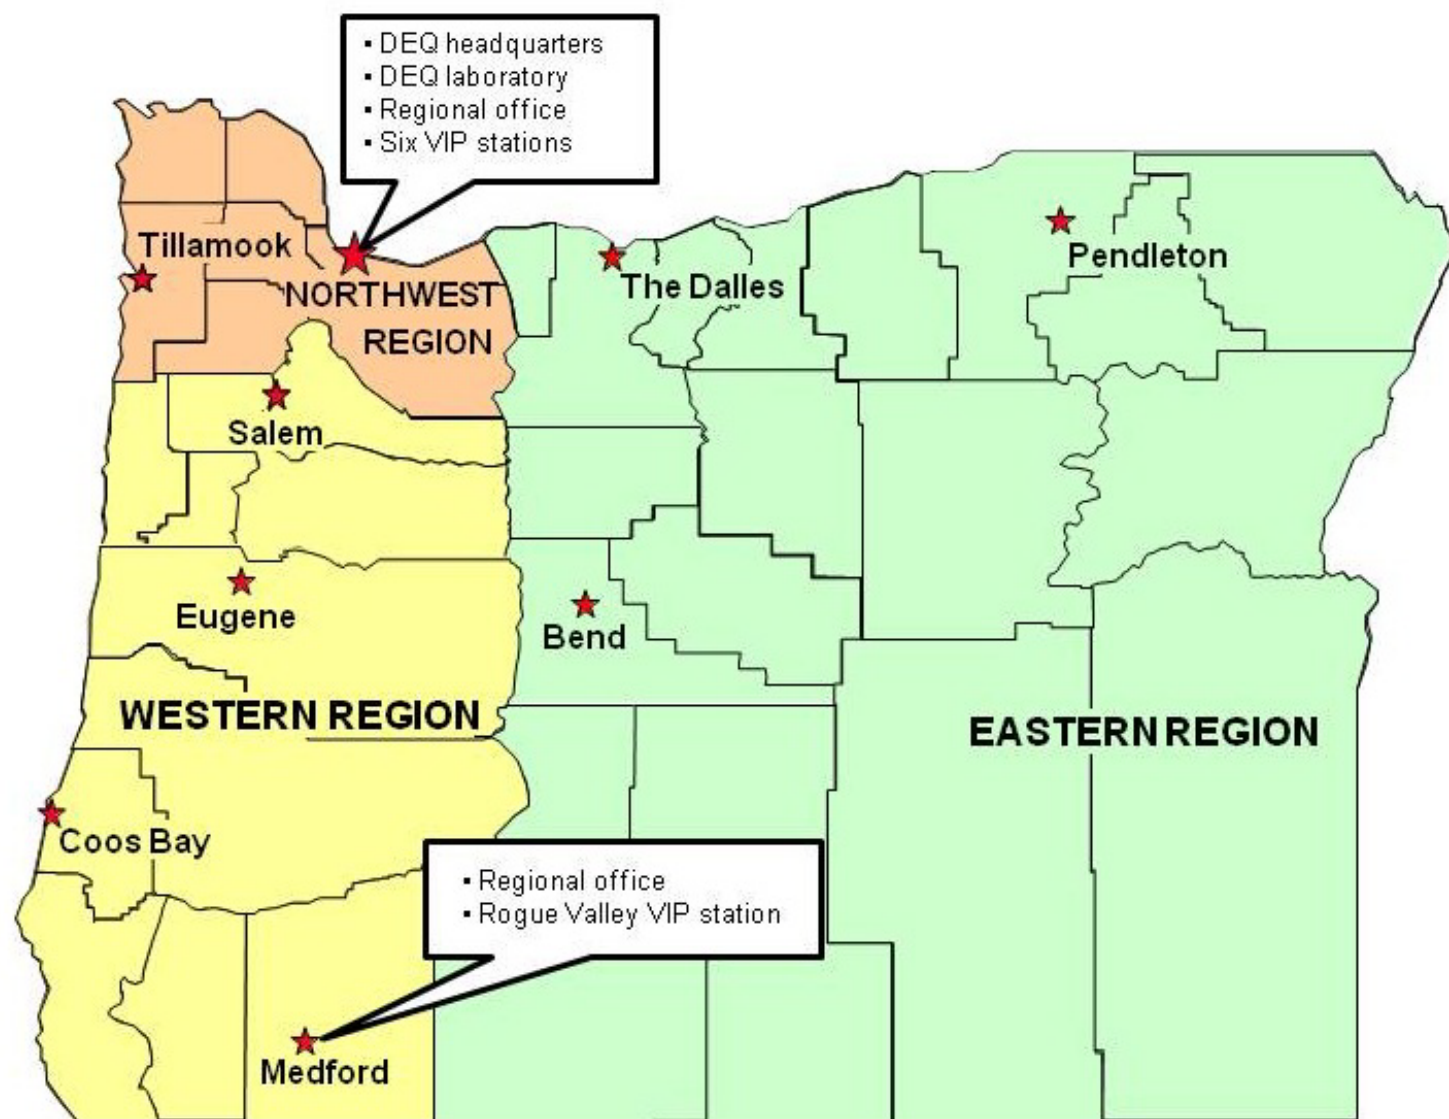 ▪ DEQ headquarters
▪ DEQ laboratory
▪ Regional office
▪ Six VIP stations
Tillamook
NORTHWEST
REGION
The Dalles
Pendleton
Salem
Eugene
Bend
WESTERN REGION
EASTERN REGION
Coos Bay
▪ Regional office
▪ Rogue Valley VIP station
Medford